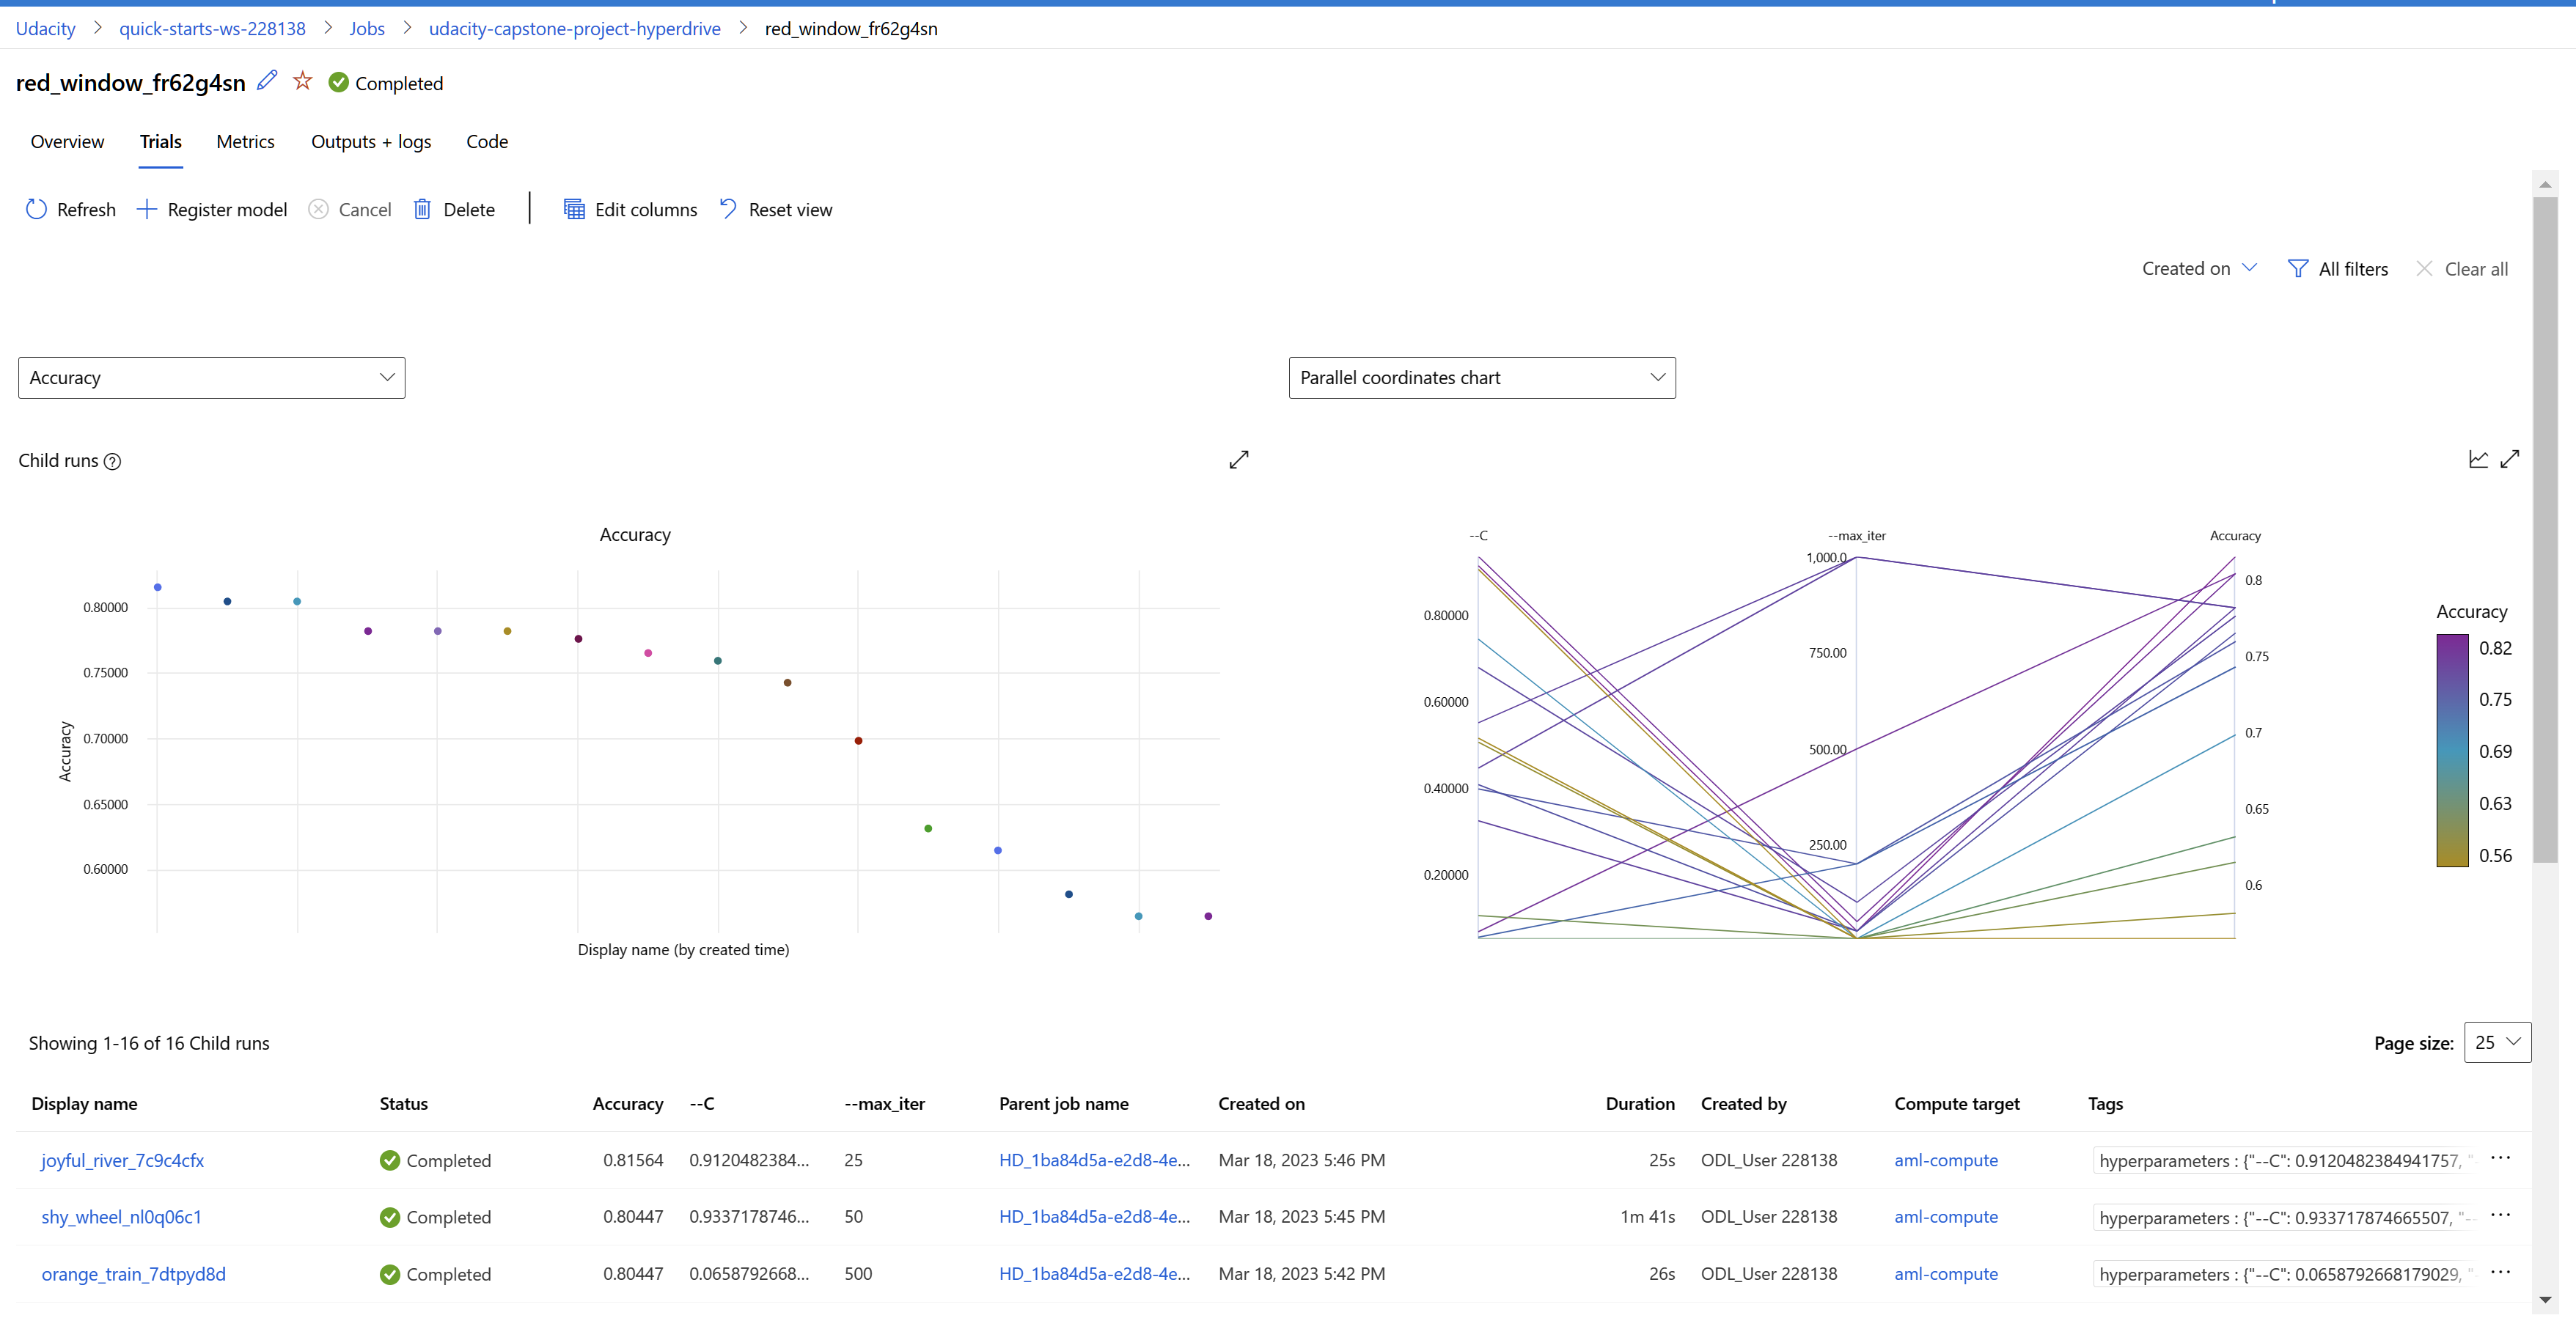 Udacity > quick-starts-ws-228138 > Jobs > udacity-capstone-project-hyperdrive > red_window_fr62g4sn
red_window_fr62g4sn Completed
Overview Trials Metrics Outputs + logs Code
Refresh Register model Cancel Delete | Edit columns Reset view
Created on All filters Clear all
Accuracy
Parallel coordinates chart
Child runs
Accuracy
0.80000
0.75000
0.70000
0.65000
0.60000
Accuracy
Display name (by created time)
--C --max_iter Accuracy
0.80000
0.60000
0.40000
0.20000
1,000.0
750.00
500.00
250.00
0.8
0.75
0.7
0.65
0.6
Accuracy
0.82
0.75
0.69
0.63
0.56
Showing 1-16 of 16 Child runs
Page size: 25
Display name Status Accuracy --C --max_iter Parent job name Created on Duration Created by Compute target Tags
joyful_river_7c9c4cfx Completed 0.81564 0.9120482384... 25 HD_1ba84d5a-e2d8-4e... Mar 18, 2023 5:46 PM 25s ODL_User 228138 aml-compute hyperparameters : {"--C": 0.9120482384941757, "- ...
shy_wheel_nl0q06c1 Completed 0.80447 0.9337178746... 50 HD_1ba84d5a-e2d8-4e... Mar 18, 2023 5:45 PM 1m 41s ODL_User 228138 aml-compute hyperparameters : {"--C": 0.933717874665507, "-- ...
orange_train_7dtpyd8d Completed 0.80447 0.0658792668... 500 HD_1ba84d5a-e2d8-4e... Mar 18, 2023 5:42 PM 26s ODL_User 228138 aml-compute hyperparameters : {"--C": 0.0658792668179029, "- ...